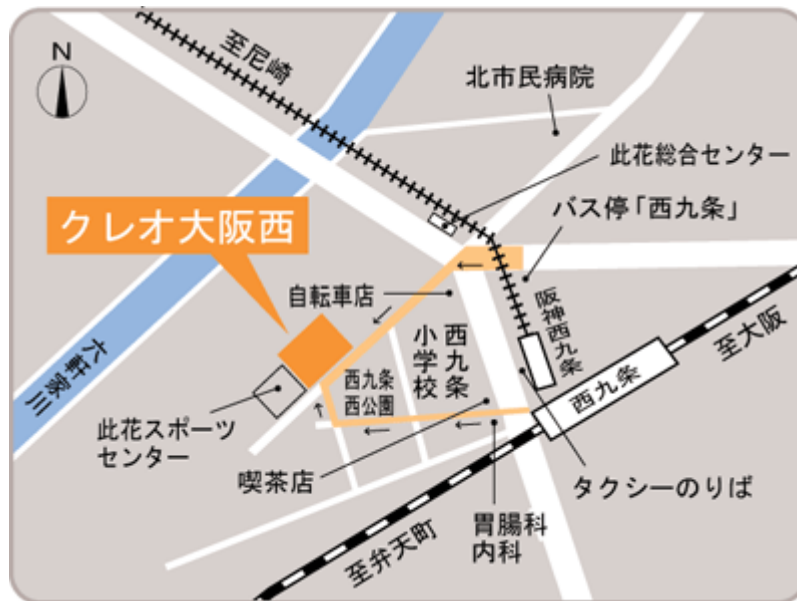 N
至尼崎
北市民病院
此花総合センター
バス停「西九条」
クレオ大阪西
自転車店
西九条
小学校
阪神西九条
至大阪
六軒家川
西九条
西公園
西九条
此花スポーツ
センター
喫茶店
タクシーのりば
胃腸科
内科
至弁天町